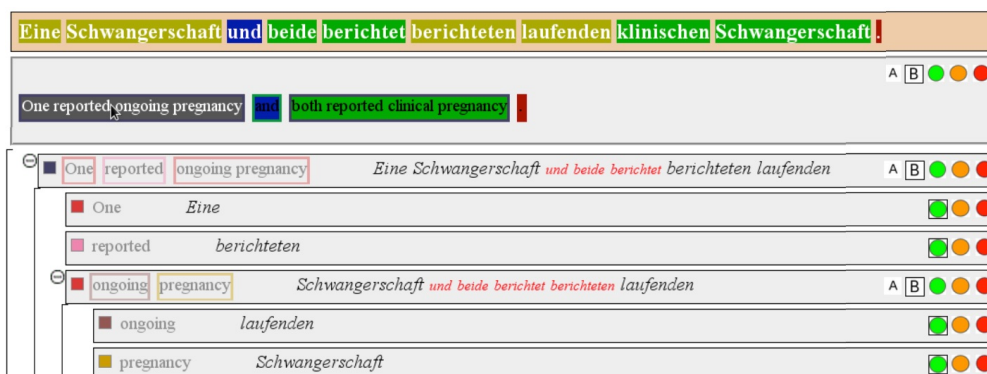 Eine Schwangerschaft und beide berichtet berichteten laufenden klinischen Schwangerschaft .
A B
One reported ongoing pregnancy and both reported clinical pregnancy .
One reported ongoing pregnancy Eine Schwangerschaft und beide berichtet berichteten laufenden A B
One Eine
reported berichteten
ongoing pregnancy Schwangerschaft und beide berichtet berichteten laufenden A B
ongoing laufenden
pregnancy Schwangerschaft